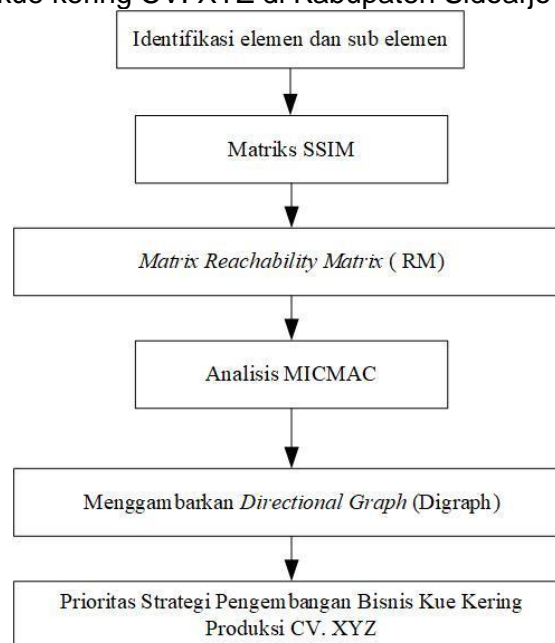 kue kering CV. XYZ di Kabupaten Sidoarjo
Identifikasi elemen dan sub elemen
Matriks SSIM
Matrix Reachability Matrix ( RM)
Analisis MICMAC
Menggambarkan Directional Graph (Digraph)
Prioritas Strategi Pengembangan Bisnis Kue Kering
Produksi CV. XYZ